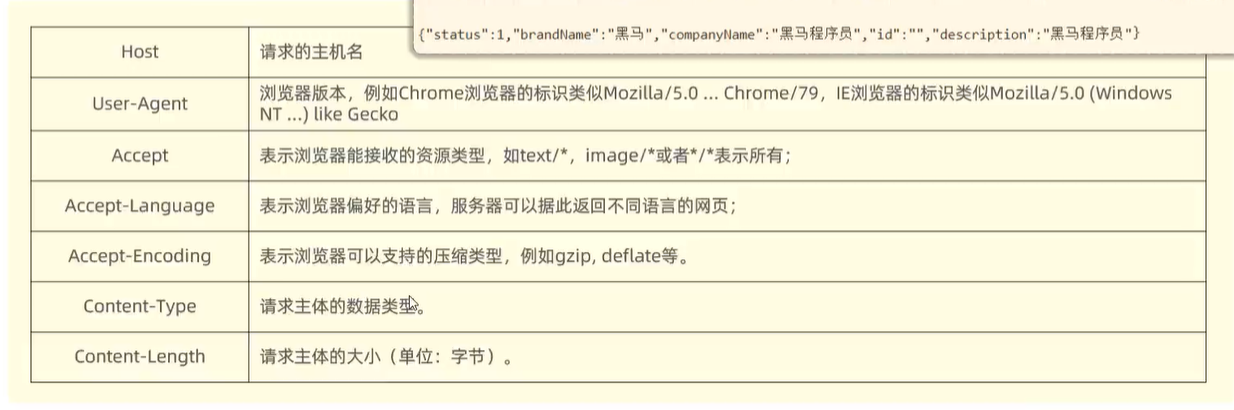 {"status":1,"brandName":"黑马","companyName":"黑马程序员","id":"","description":"黑马程序员"}
Host 请求的主机名
User-Agent 浏览器版本，例如Chrome浏览器的标识类似Mozilla/5.0 ... Chrome/79，IE浏览器的标识类似Mozilla/5.0 (Windows
NT ...) like Gecko
Accept 表示浏览器能接收的资源类型，如text/*，image/*或者*/*表示所有；
Accept-Language 表示浏览器偏好的语言，服务器可以据此返回不同语言的网页；
Accept-Encoding 表示浏览器可以支持的压缩类型，例如gzip, deflate等。
Content-Type 请求主体的数据类型。
Content-Length 请求主体的大小（单位：字节）。